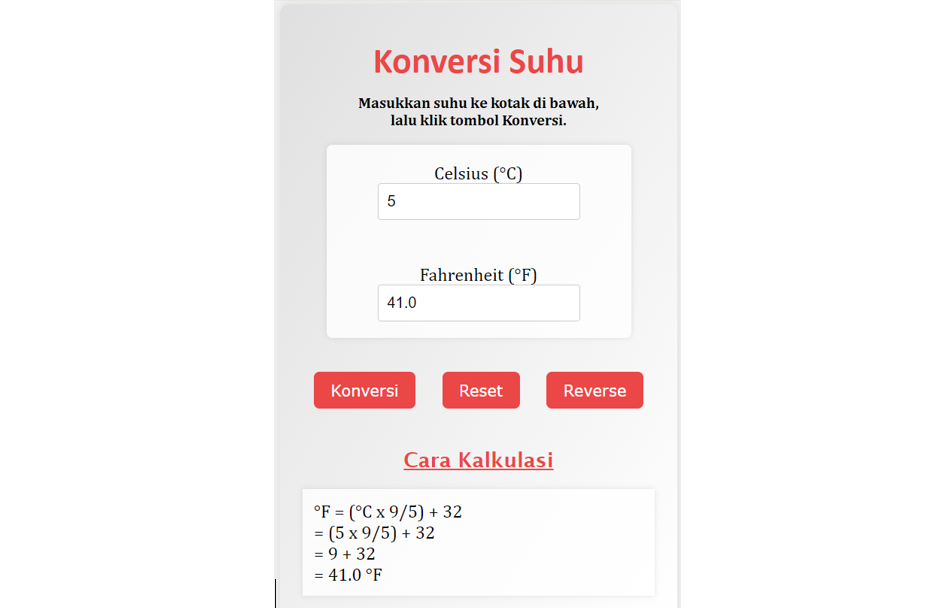 Konversi Suhu
Masukkan suhu ke kotak di bawah,
lalu klik tombol Konversi.
Celsius (°C)
5
Fahrenheit (°F)
41.0
Konversi
Reset
Reverse
Cara Kalkulasi
°F = (°C x 9/5) + 32
= (5 x 9/5) + 32
= 9 + 32
= 41.0 °F